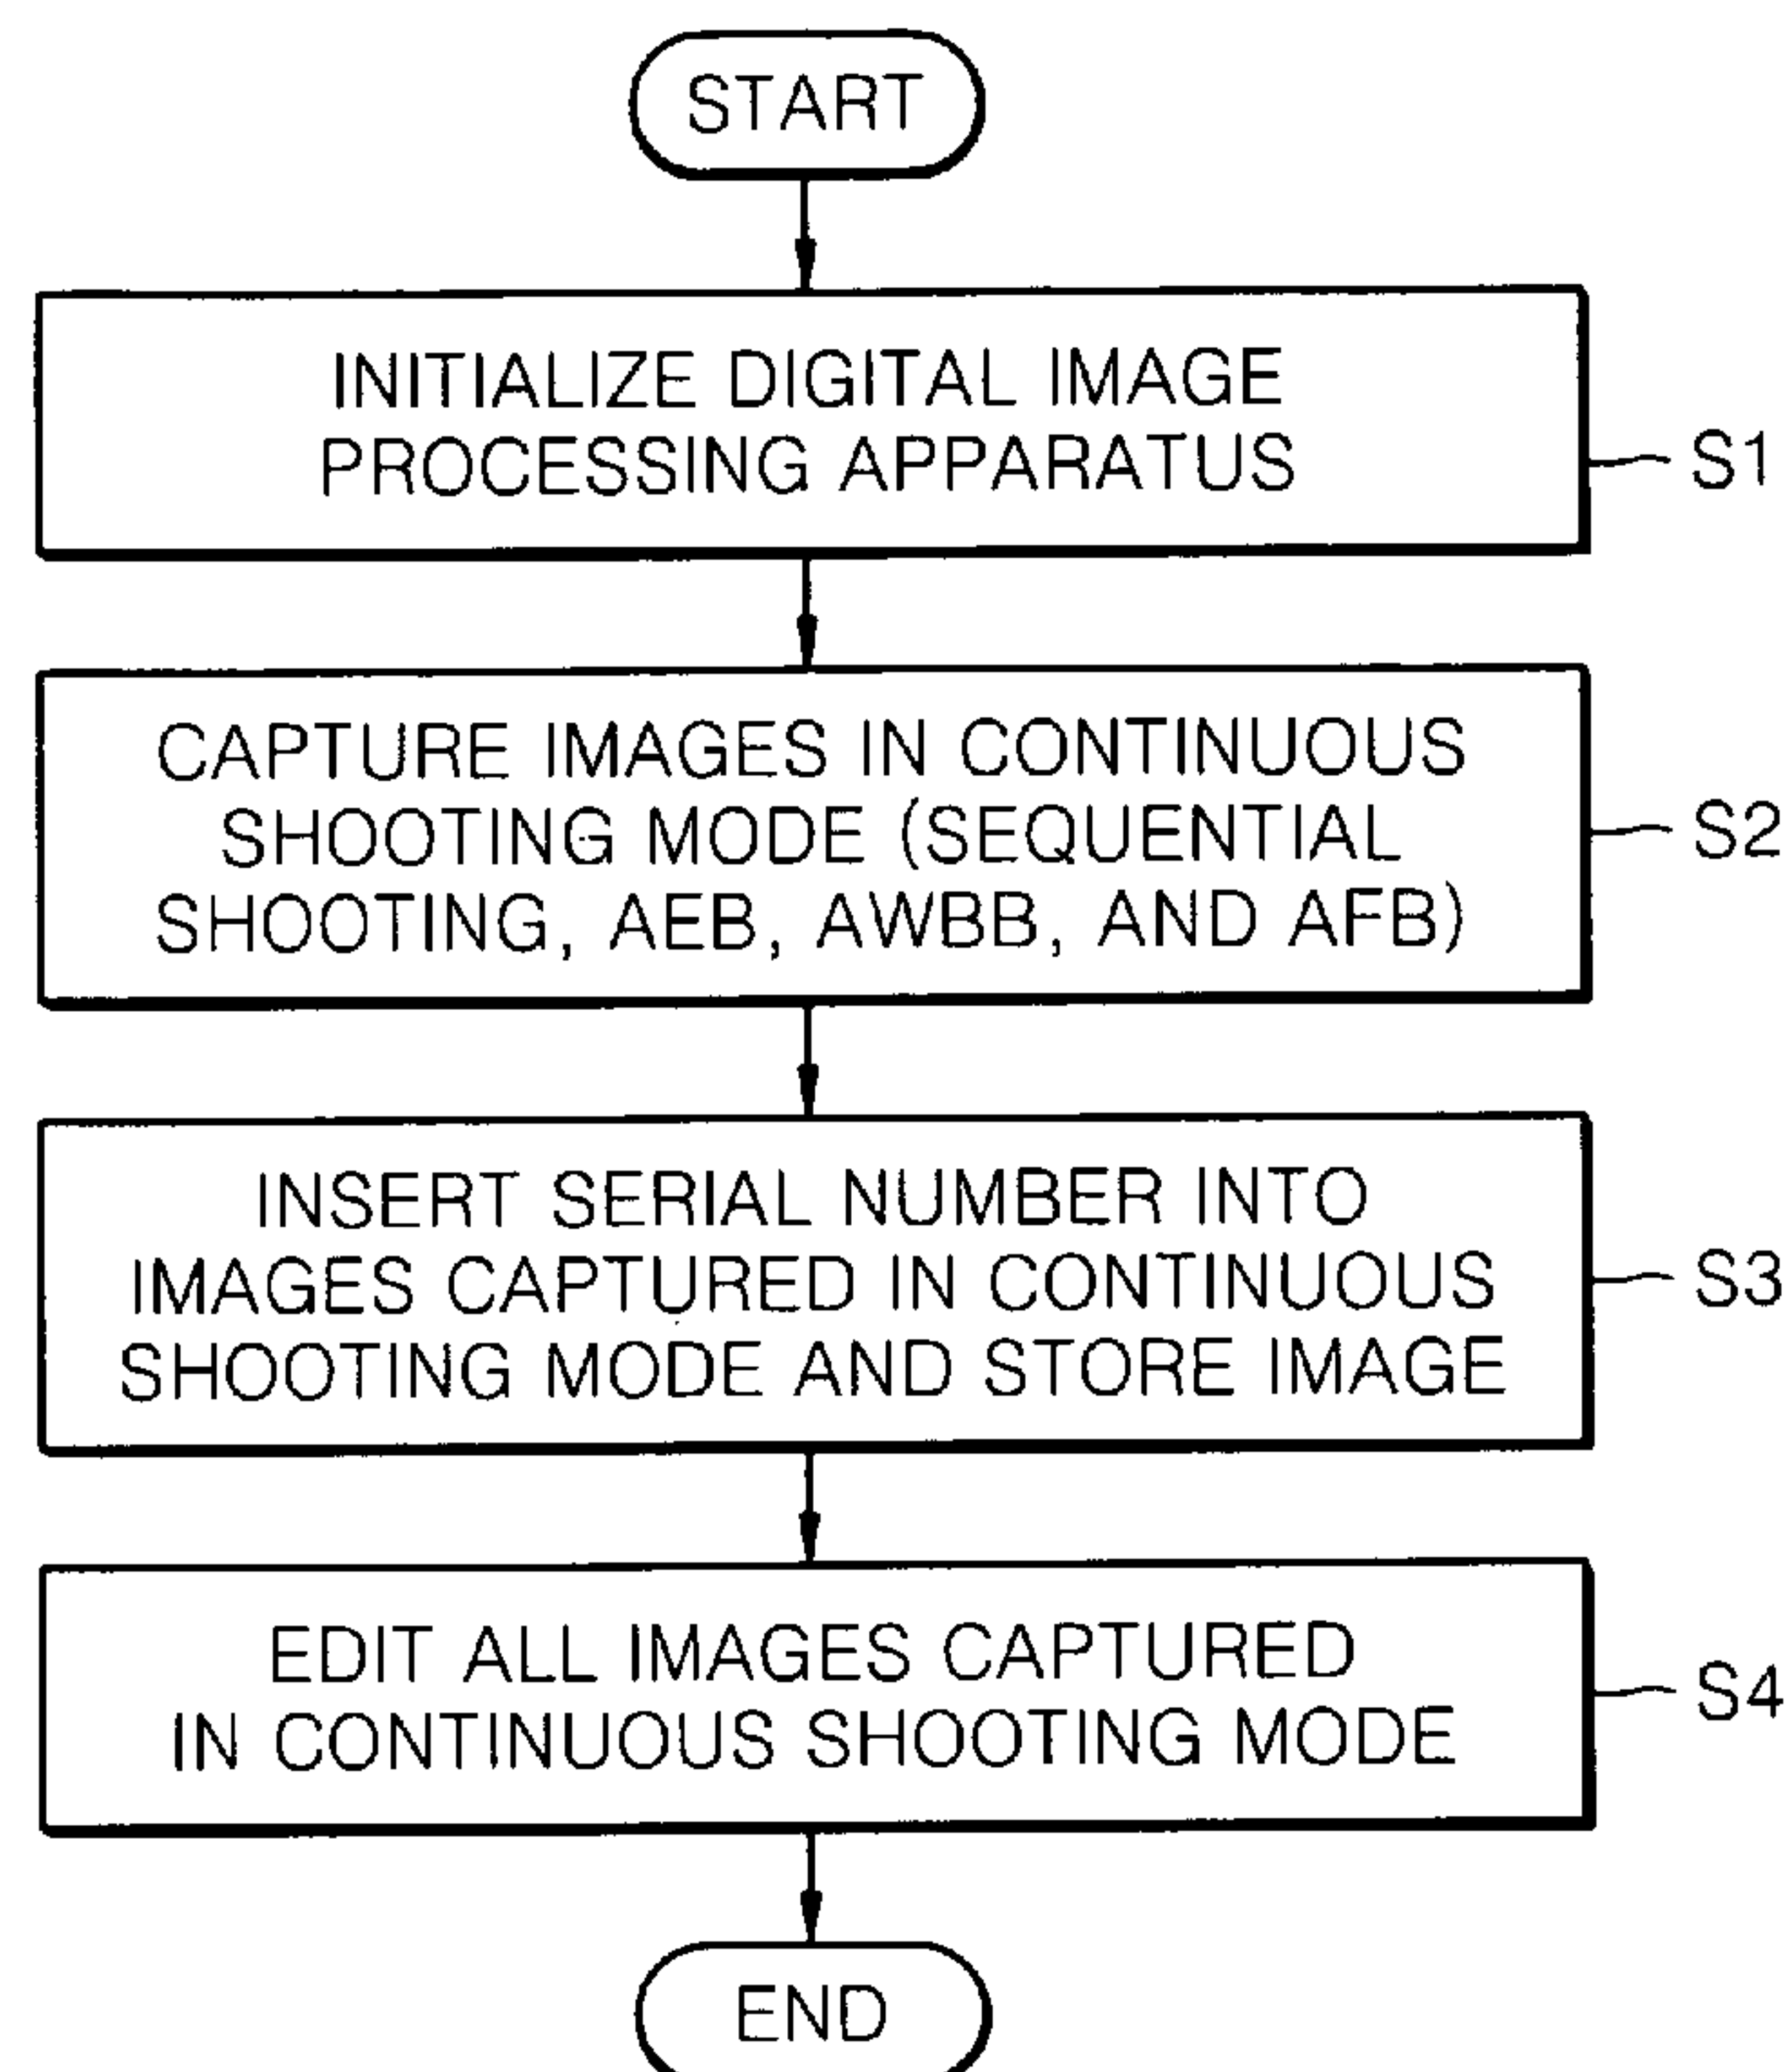 START
INITIALIZE DIGITAL IMAGE
PROCESSING APPARATUS
S1
CAPTURE IMAGES IN CONTINUOUS
SHOOTING MODE (SEQUENTIAL
SHOOTING, AEB, AWBB, AND AFB)
S2
INSERT SERIAL NUMBER INTO
IMAGES CAPTURED IN CONTINUOUS
SHOOTING MODE AND STORE IMAGE
S3
EDIT ALL IMAGES CAPTURED
IN CONTINUOUS SHOOTING MODE
S4
END